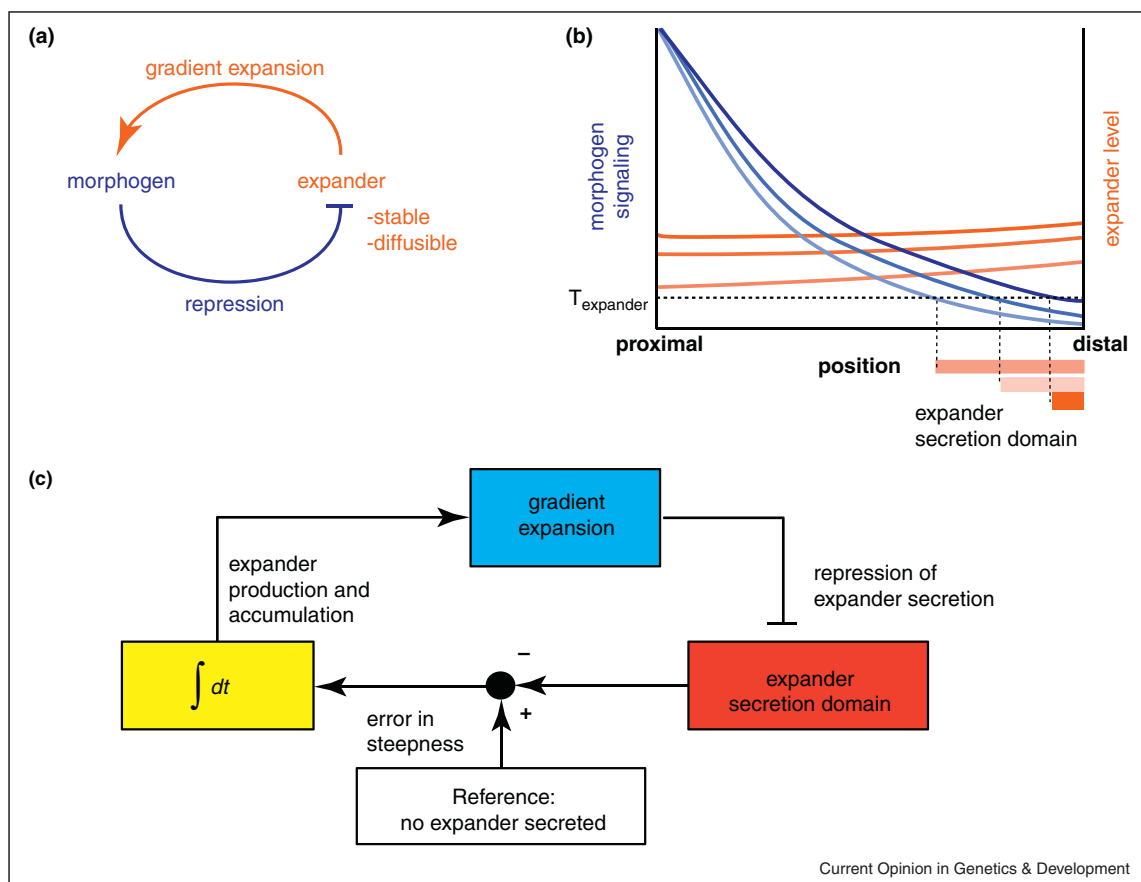 (a)
gradient expansion
morphogen
expander
-stable
-diffusible
repression
(b)
morphogen
signaling
expander level
Texpander
proximal
distal
position
expander
secretion domain
(c)
gradient
expansion
expander
production and
accumulation
repression of
expander secretion
∫ dt
–
+
error in
steepness
expander
secretion domain
Reference:
no expander secreted
Current Opinion in Genetics & Development